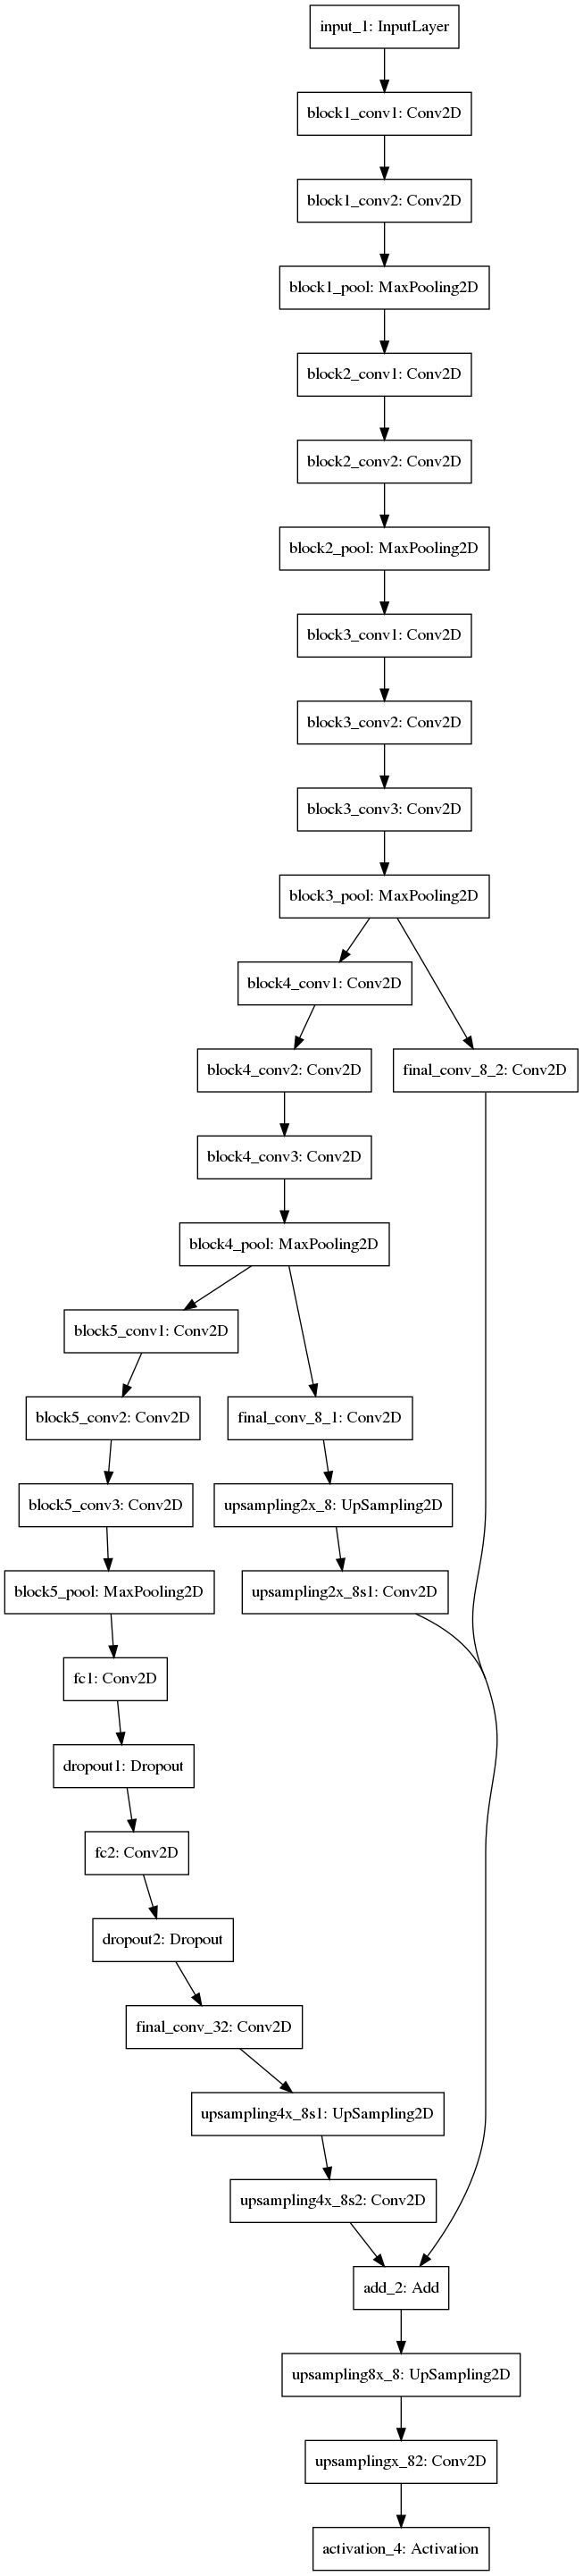 input_1: InputLayer
block1_conv1: Conv2D
block1_conv2: Conv2D
block1_pool: MaxPooling2D
block2_conv1: Conv2D
block2_conv2: Conv2D
block2_pool: MaxPooling2D
block3_conv1: Conv2D
block3_conv2: Conv2D
block3_conv3: Conv2D
block3_pool: MaxPooling2D
block4_conv1: Conv2D
block4_conv2: Conv2D
final_conv_8_2: Conv2D
block4_conv3: Conv2D
block4_pool: MaxPooling2D
block5_conv1: Conv2D
block5_conv2: Conv2D
final_conv_8_1: Conv2D
block5_conv3: Conv2D
upsampling2x_8: UpSampling2D
block5_pool: MaxPooling2D
upsampling2x_8s1: Conv2D
fc1: Conv2D
dropout1: Dropout
fc2: Conv2D
dropout2: Dropout
final_conv_32: Conv2D
upsampling4x_8s1: UpSampling2D
upsampling4x_8s2: Conv2D
add_2: Add
upsampling8x_8: UpSampling2D
upsamplingx_82: Conv2D
activation_4: Activation